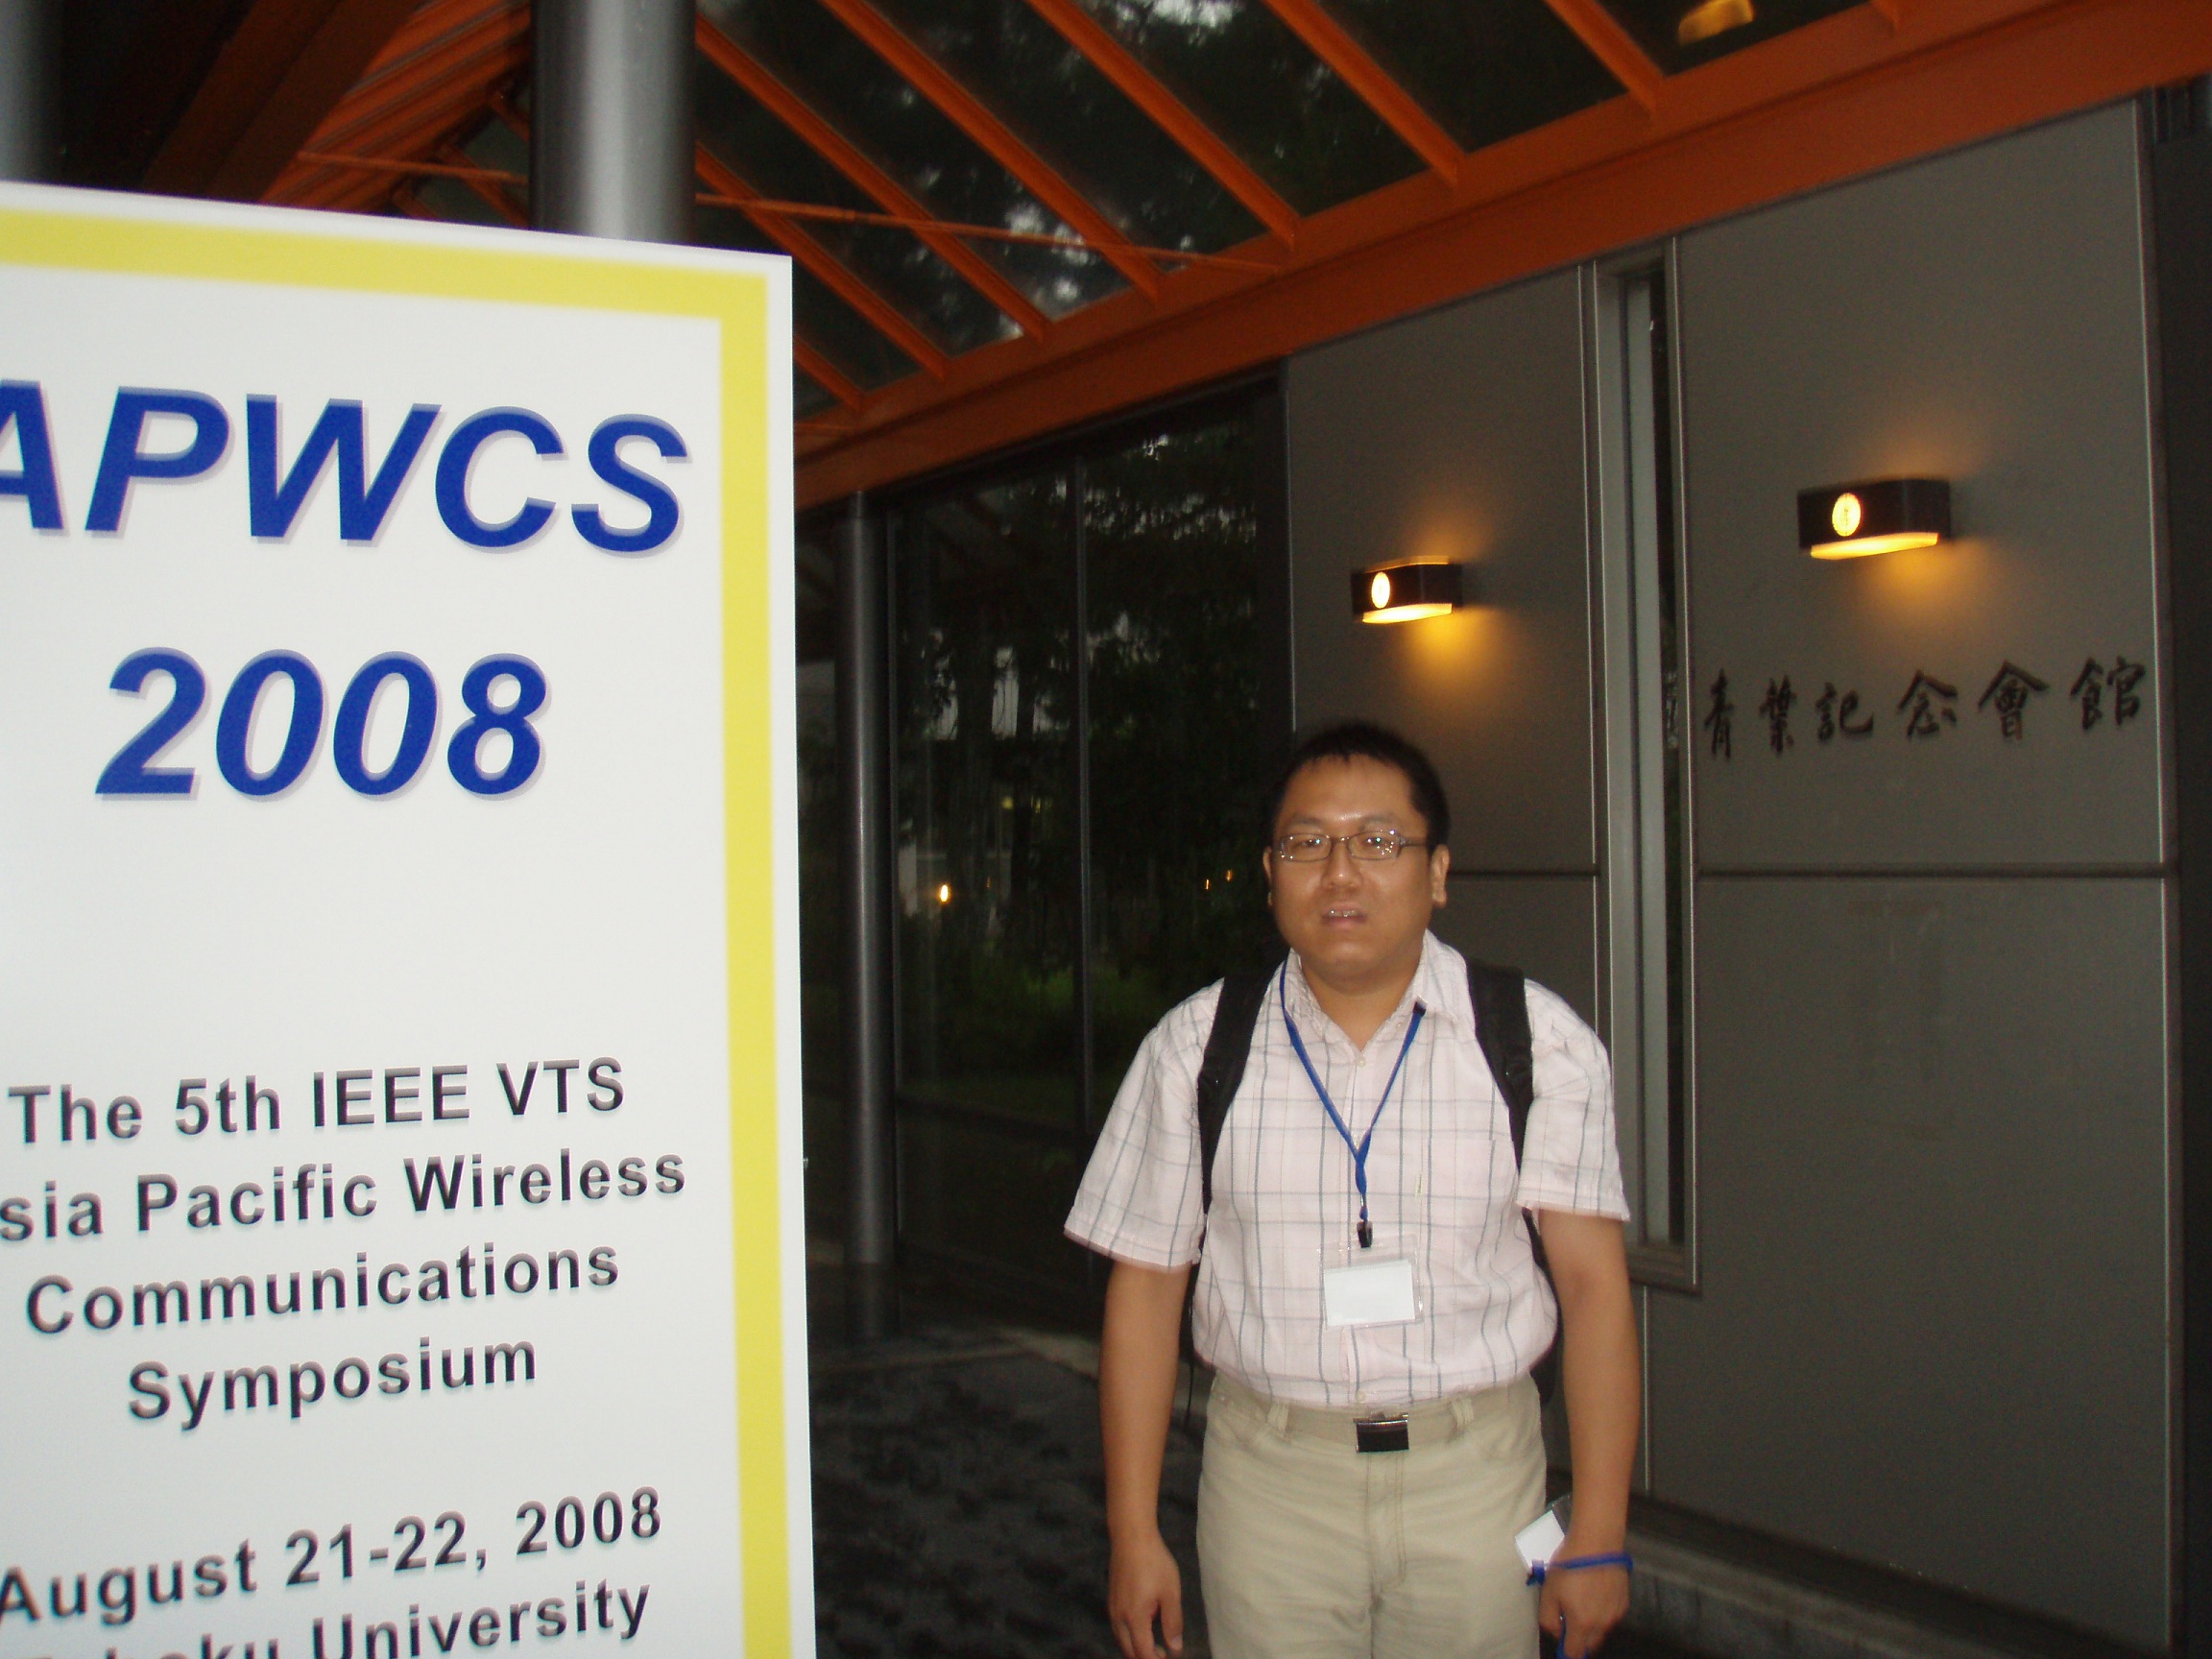 APWCS
2008
The 5th IEEE VTS
sia Pacific Wireless
Communications
Symposium
August 21-22, 2008
Tohoku University
青葉記念會館